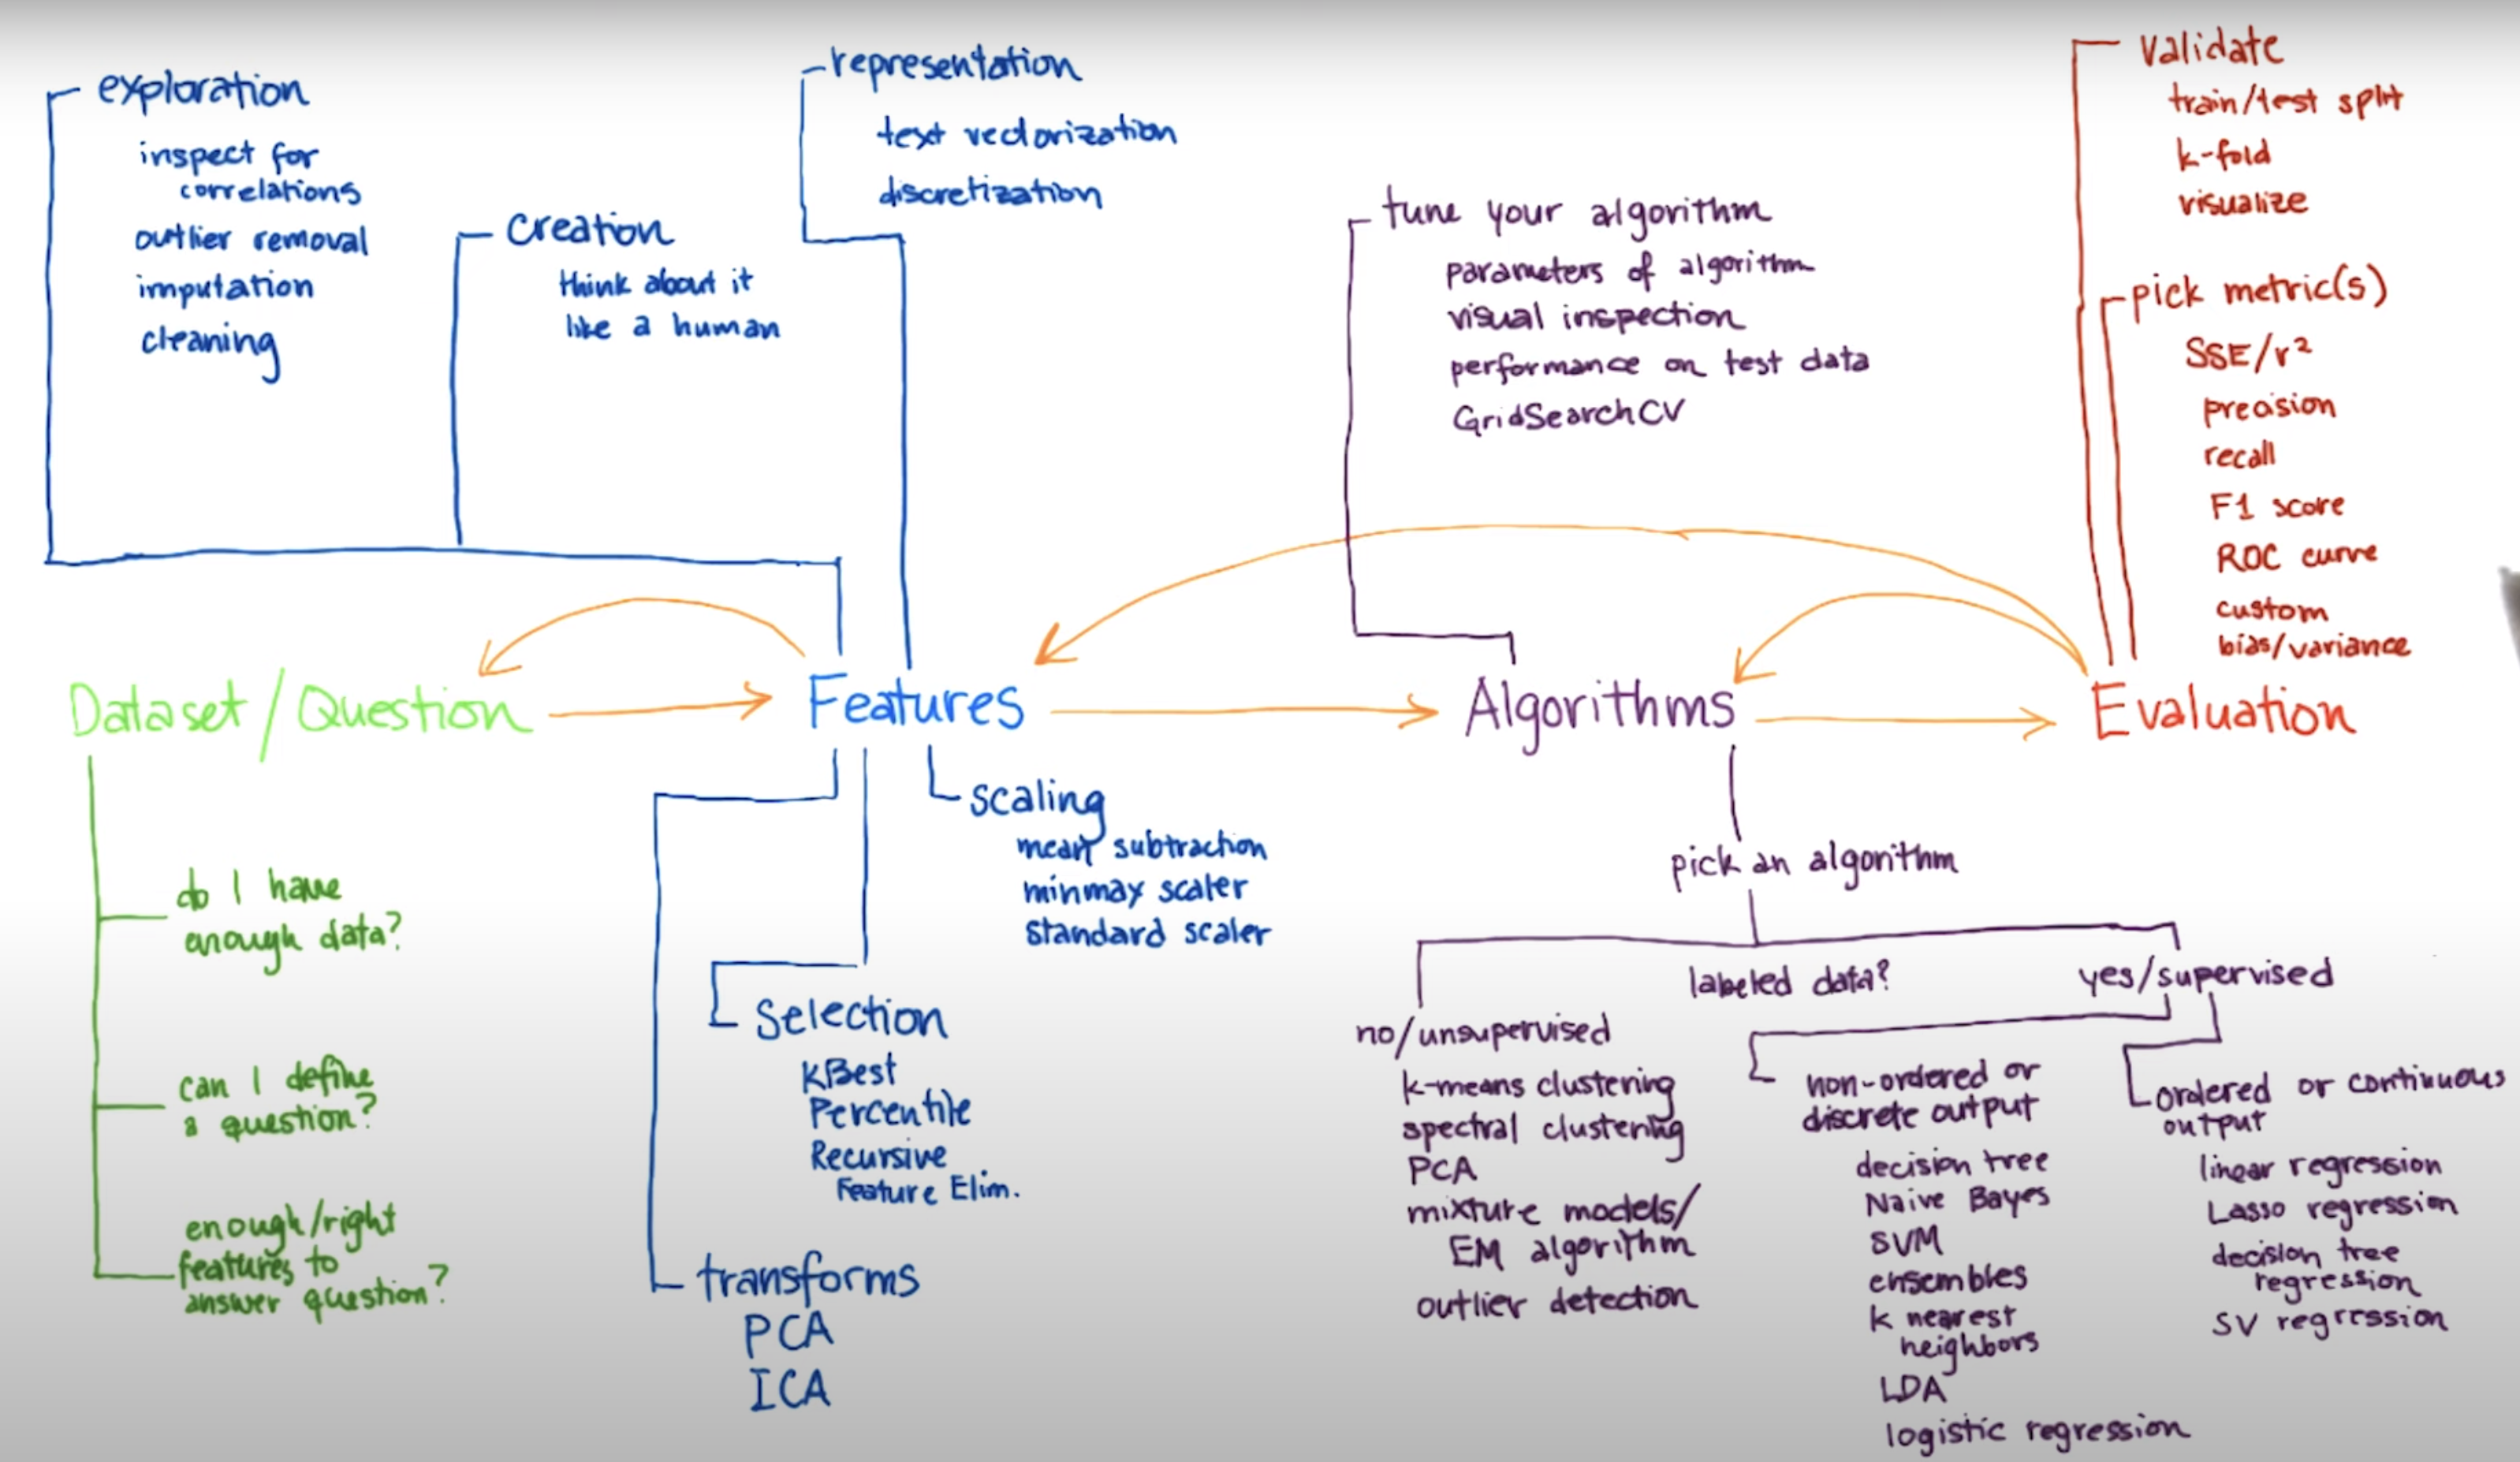 exploration
inspect for
correlations
outlier removal
imputation
cleaning
creation
think about it
like a human
representation
text vectorization
discretization
tune your algorithm
parameters of algorithm
visual inspection
performance on test data
GridSearchCV
validate
train/test split
k-fold
visualize
pick metric(s)
SSE/r²
precision
recall
F1 score
ROC curve
custom
bias/variance
Dataset/Question
Features
Algorithms
Evaluation
do I have
enough data?
can I define
a question?
enough/right
features to
answer question?
scaling
mean subtraction
minmax scaler
standard scaler
Selection
KBest
Percentile
Recursive
Feature Elim.
transforms
PCA
ICA
pick an algorithm
labeled data?
no/unsupervised
k-means clustering
spectral clustering
PCA
mixture models/
EM algorithm
outlier detection
yes/supervised
non-ordered or
discrete output
decision tree
Naive Bayes
SVM
ensembles
k nearest
neighbors
LDA
logistic regression
ordered or continuous
output
linear regression
Lasso regression
decision tree
regression
SV regression